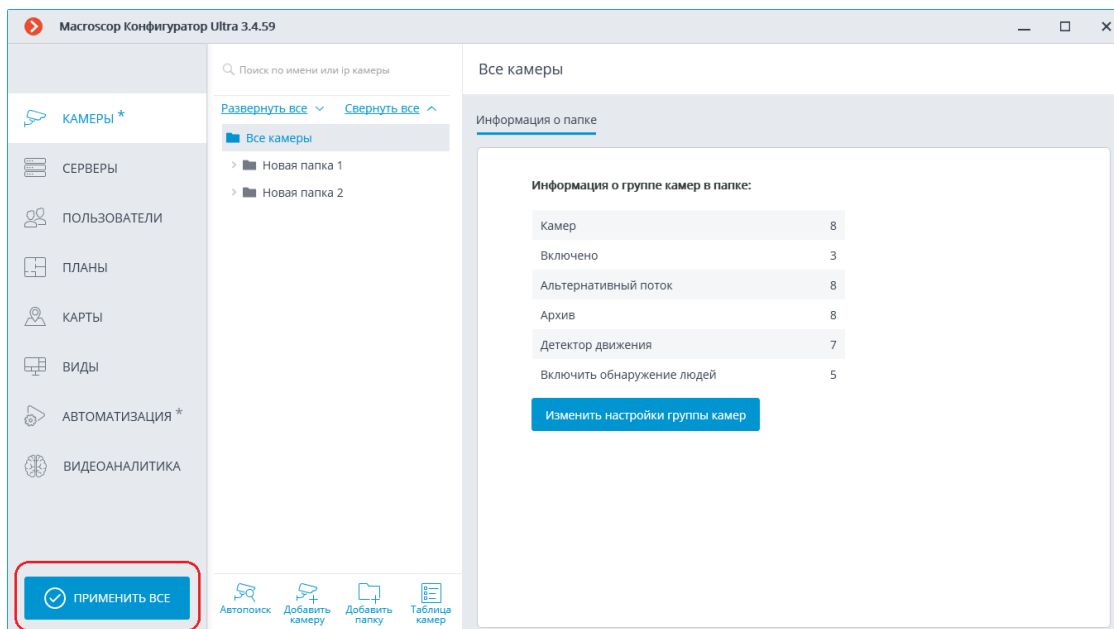 Macroscop Конфигуратор Ultra 3.4.59
КАМЕРЫ *
СЕРВЕРЫ
ПОЛЬЗОВАТЕЛИ
ПЛАНЫ
КАРТЫ
ВИДЫ
АВТОМАТИЗАЦИЯ *
ВИДЕОАНАЛИТИКА
ПРИМЕНИТЬ ВСЕ
Поиск по имени или ip камеры
Развернуть все Свернуть все
Все камеры
Новая папка 1
Новая папка 2
Автопоиск
Добавить
камеру
Добавить
папку
Таблица
камер
Все камеры
Информация о папке
Информация о группе камер в папке:
Камер 8
Включено 3
Альтернативный поток 8
Архив 8
Детектор движения 7
Включить обнаружение людей 5
Изменить настройки группы камер